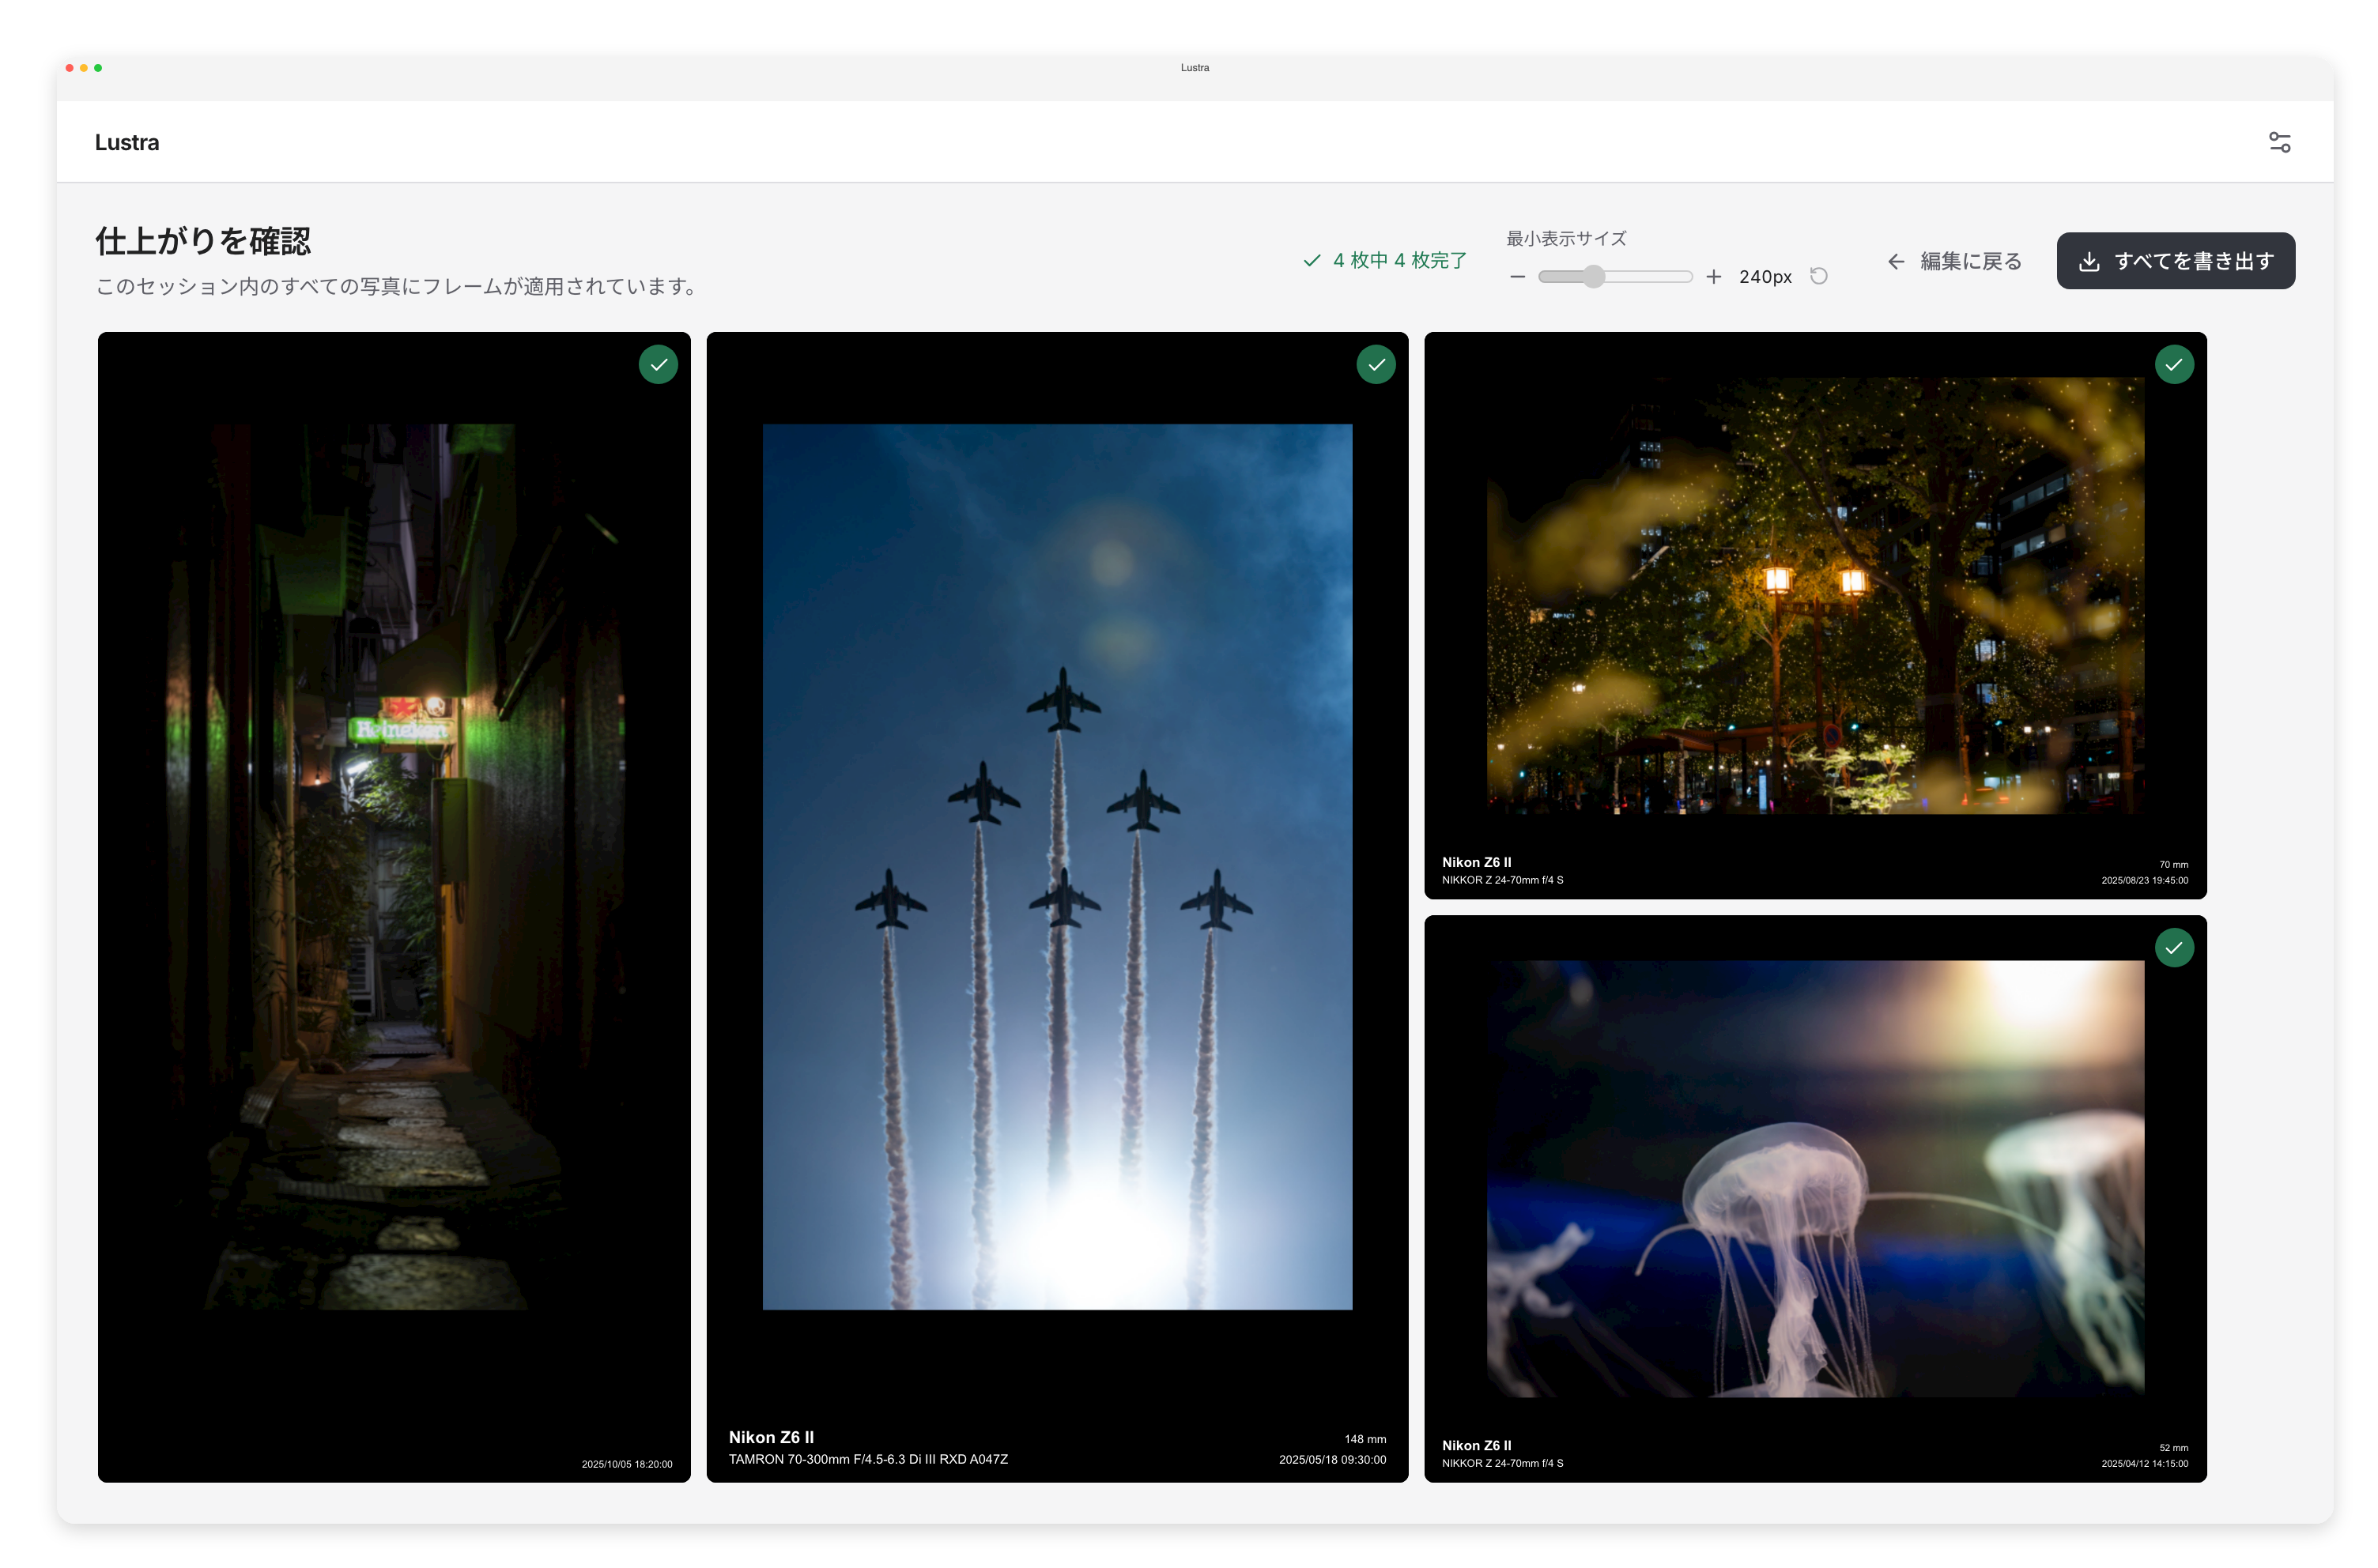 Lustra
Lustra
仕上がりを確認
このセッション内のすべての写真にフレームが適用されています。
4 枚中 4 枚完了
最小表示サイズ
240px
編集に戻る
すべてを書き出す
Heineken
2025/10/05 18:20:00
Nikon Z6 II
148 mm
TAMRON 70-300mm F/4.5-6.3 Di III RXD A047Z
2025/05/18 09:30:00
Nikon Z6 II
70 mm
NIKKOR Z 24-70mm f/4 S
2025/08/23 19:45:00
Nikon Z6 II
52 mm
NIKKOR Z 24-70mm f/4 S
2025/04/12 14:15:00